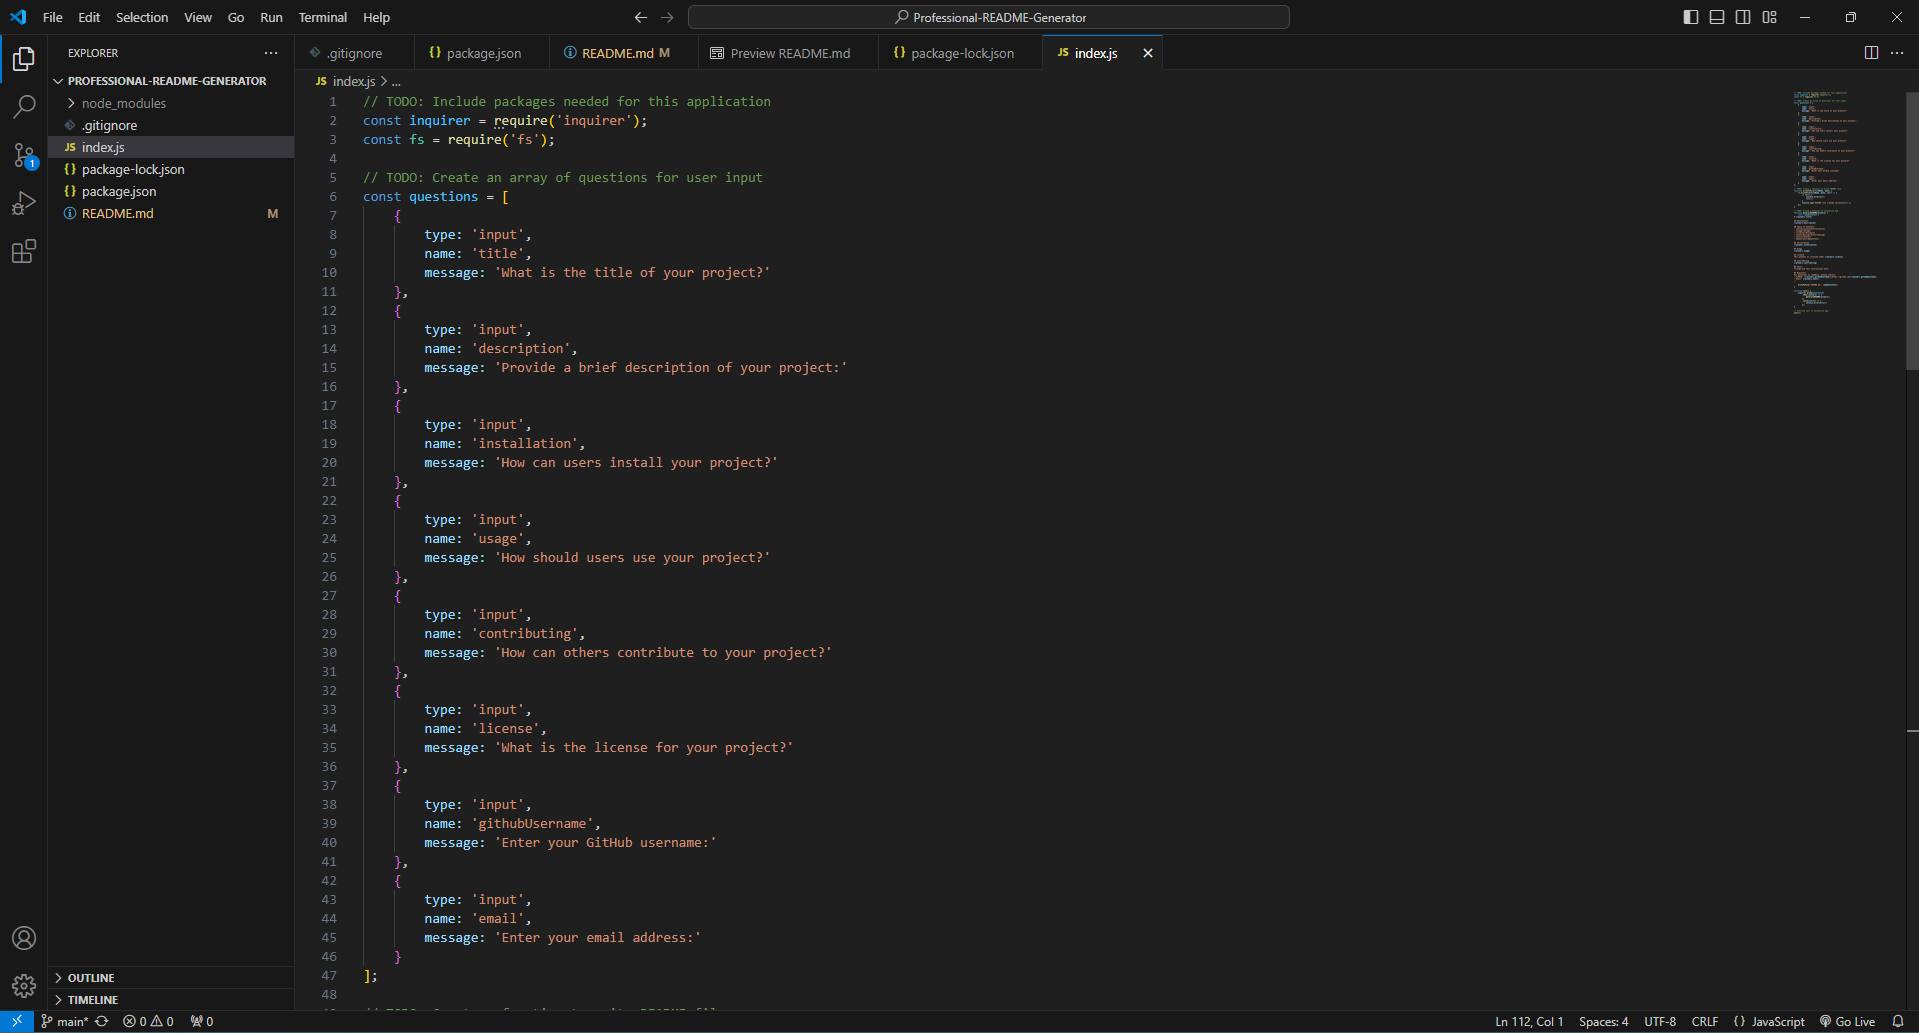 File Edit Selection View Go Run Terminal Help
Professional-README-Generator
EXPLORER
PROFESSIONAL-README-GENERATOR
node_modules
.gitignore
JS index.js
{} package-lock.json
{} package.json
README.md M
OUTLINE
TIMELINE
.gitignore
{} package.json
README.md M
Preview README.md
{} package-lock.json
JS index.js
JS index.js > ...
1 // TODO: Include packages needed for this application
2 const inquirer = require('inquirer');
3 const fs = require('fs');
4
5 // TODO: Create an array of questions for user input
6 const questions = [
7 {
8 type: 'input',
9 name: 'title',
10 message: 'What is the title of your project?'
11 },
12 {
13 type: 'input',
14 name: 'description',
15 message: 'Provide a brief description of your project:'
16 },
17 {
18 type: 'input',
19 name: 'installation',
20 message: 'How can users install your project?'
21 },
22 {
23 type: 'input',
24 name: 'usage',
25 message: 'How should users use your project?'
26 },
27 {
28 type: 'input',
29 name: 'contributing',
30 message: 'How can others contribute to your project?'
31 },
32 {
33 type: 'input',
34 name: 'license',
35 message: 'What is the license for your project?'
36 },
37 {
38 type: 'input',
39 name: 'githubUsername',
40 message: 'Enter your GitHub username:'
41 },
42 {
43 type: 'input',
44 name: 'email',
45 message: 'Enter your email address:'
46 }
47 ];
48
1
main* 0 0 0
Ln 112, Col 1 Spaces: 4 UTF-8 CRLF {} JavaScript Go Live